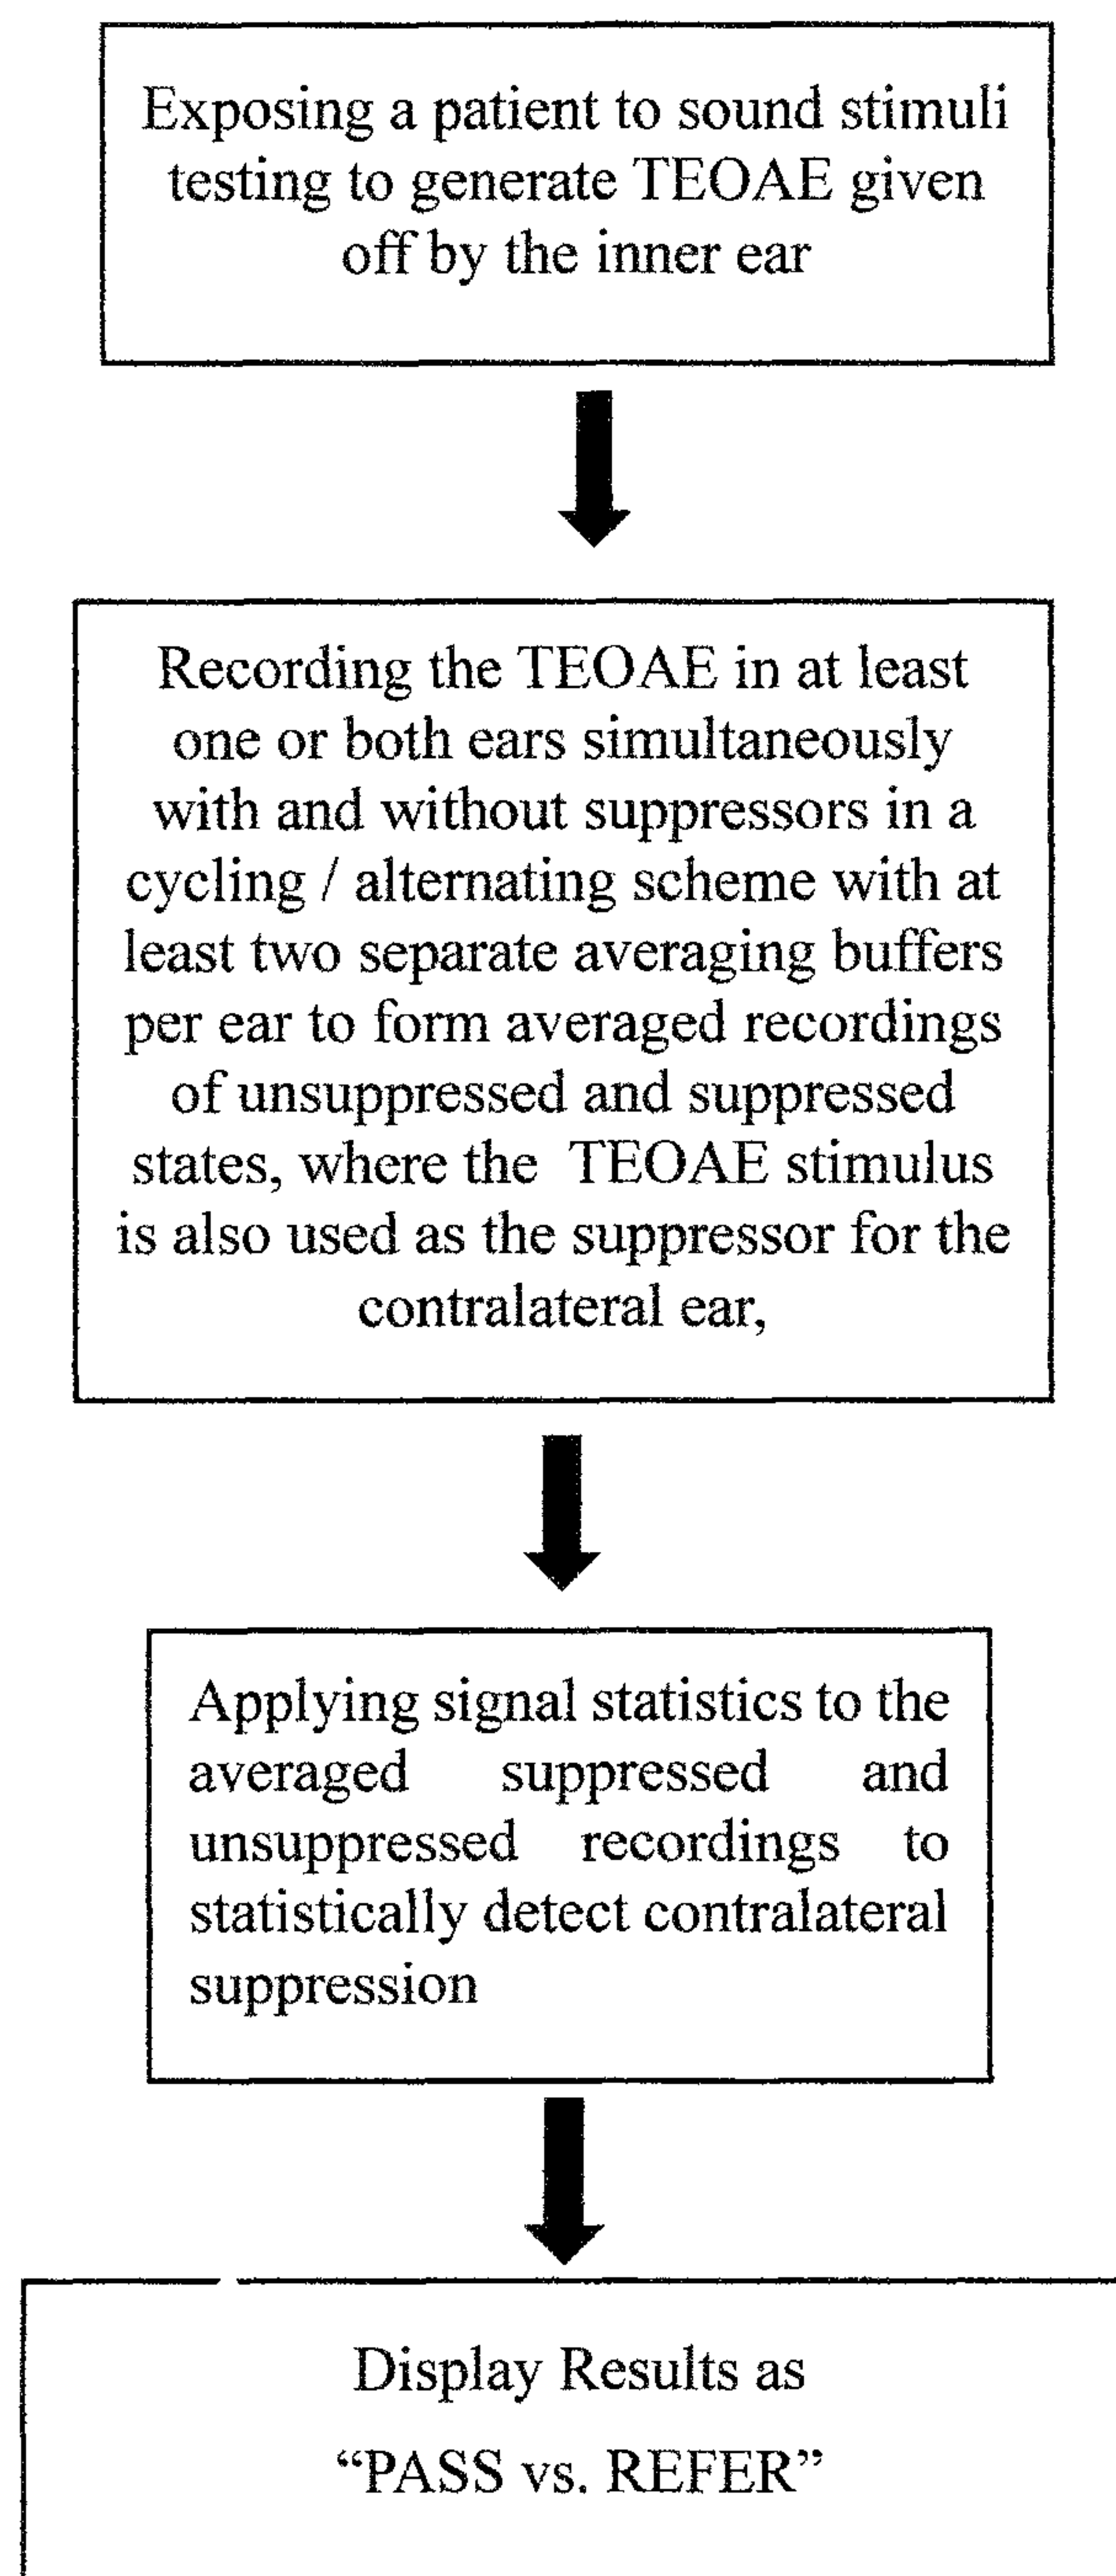 Exposing a patient to sound stimuli
testing to generate TEOAE given
off by the inner ear
Recording the TEOAE in at least
one or both ears simultaneously
with and without suppressors in a
cycling / alternating scheme with at
least two separate averaging buffers
per ear to form averaged recordings
of unsuppressed and suppressed
states, where the TEOAE stimulus
is also used as the suppressor for the
contralateral ear,
Applying signal statistics to the
averaged suppressed and
unsuppressed recordings to
statistically detect contralateral
suppression
Display Results as
“PASS vs. REFER”